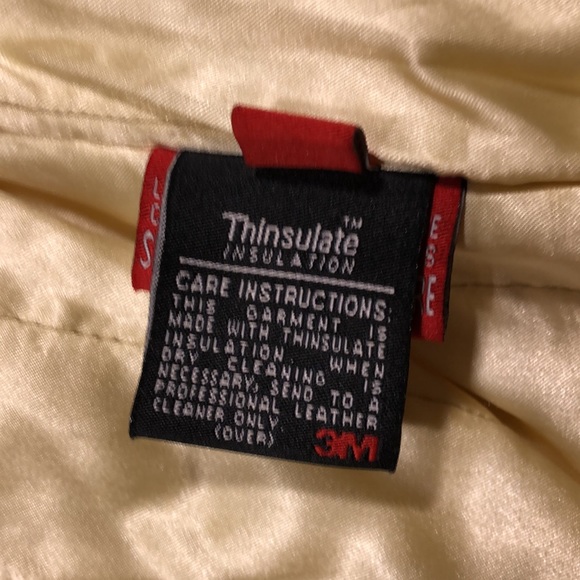 Thinsulate™
INSULATION
CARE INSTRUCTIONS:
THIS GARMENT IS
MADE WITH THINSULATE
INSULATION. WHEN
DRY CLEANING IS
NECESSARY, SEND TO A
PROFESSIONAL LEATHER
CLEANER ONLY.
(OVER)
3M